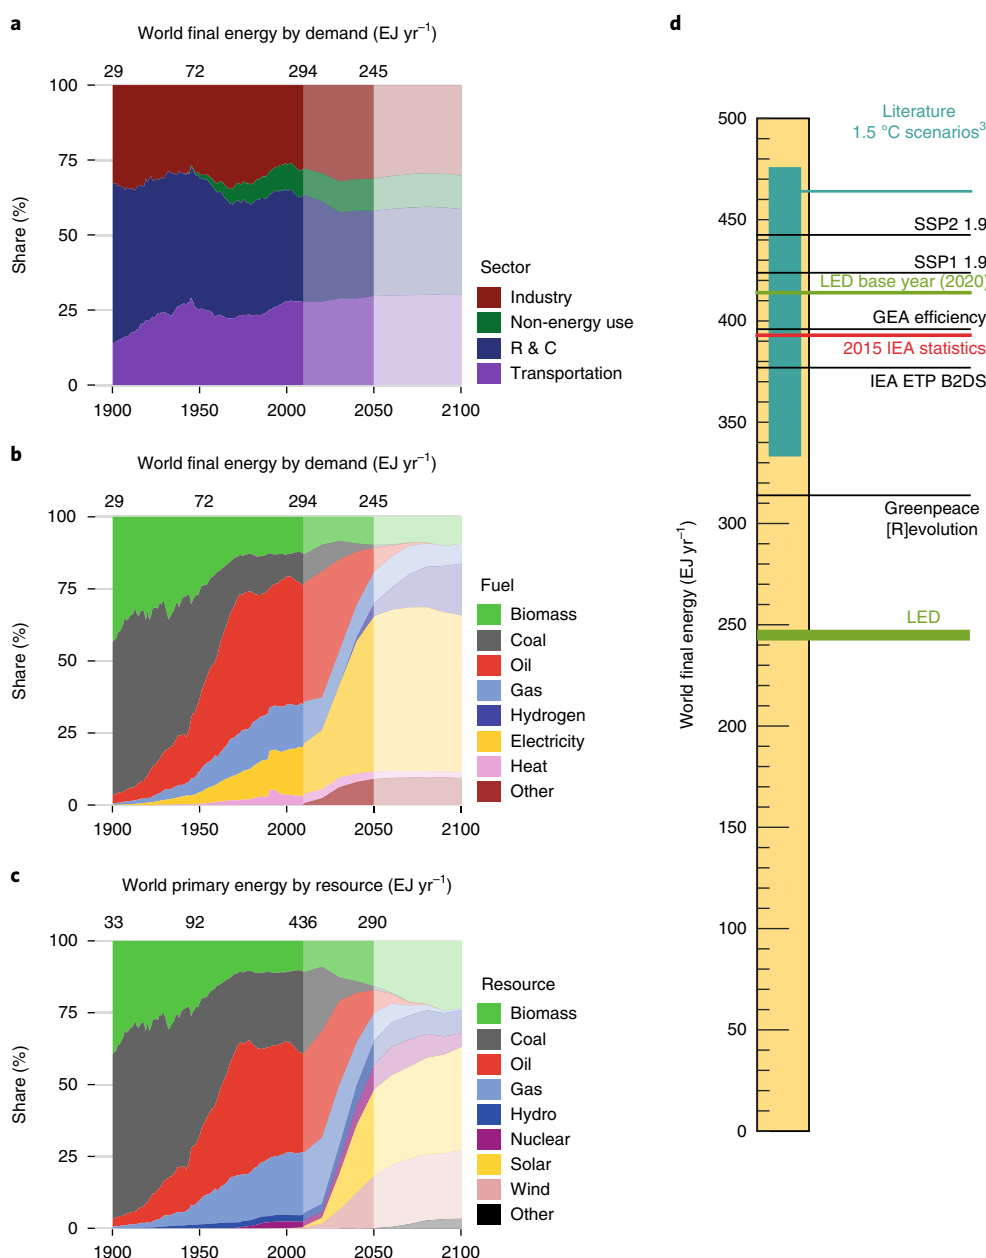 a
World final energy by demand (EJ yr⁻¹)
29 72 294 245
100
75
50
25
0
Share (%)
1900 1950 2000 2050 2100
Sector
Industry
Non-energy use
R & C
Transportation
b
World final energy by demand (EJ yr⁻¹)
29 72 294 245
100
75
50
25
0
Share (%)
1900 1950 2000 2050 2100
Fuel
Biomass
Coal
Oil
Gas
Hydrogen
Electricity
Heat
Other
c
World primary energy by resource (EJ yr⁻¹)
33 92 436 290
100
75
50
25
0
Share (%)
1900 1950 2000 2050 2100
Resource
Biomass
Coal
Oil
Gas
Hydro
Nuclear
Solar
Wind
Other
d
World final energy (EJ yr⁻¹)
500
450
400
350
300
250
200
150
100
50
0
Literature
1.5 °C scenarios³
SSP2 1.9
SSP1 1.9
LED base year (2020)
GEA efficiency
2015 IEA statistics
IEA ETP B2DS
Greenpeace
[R]evolution
LED